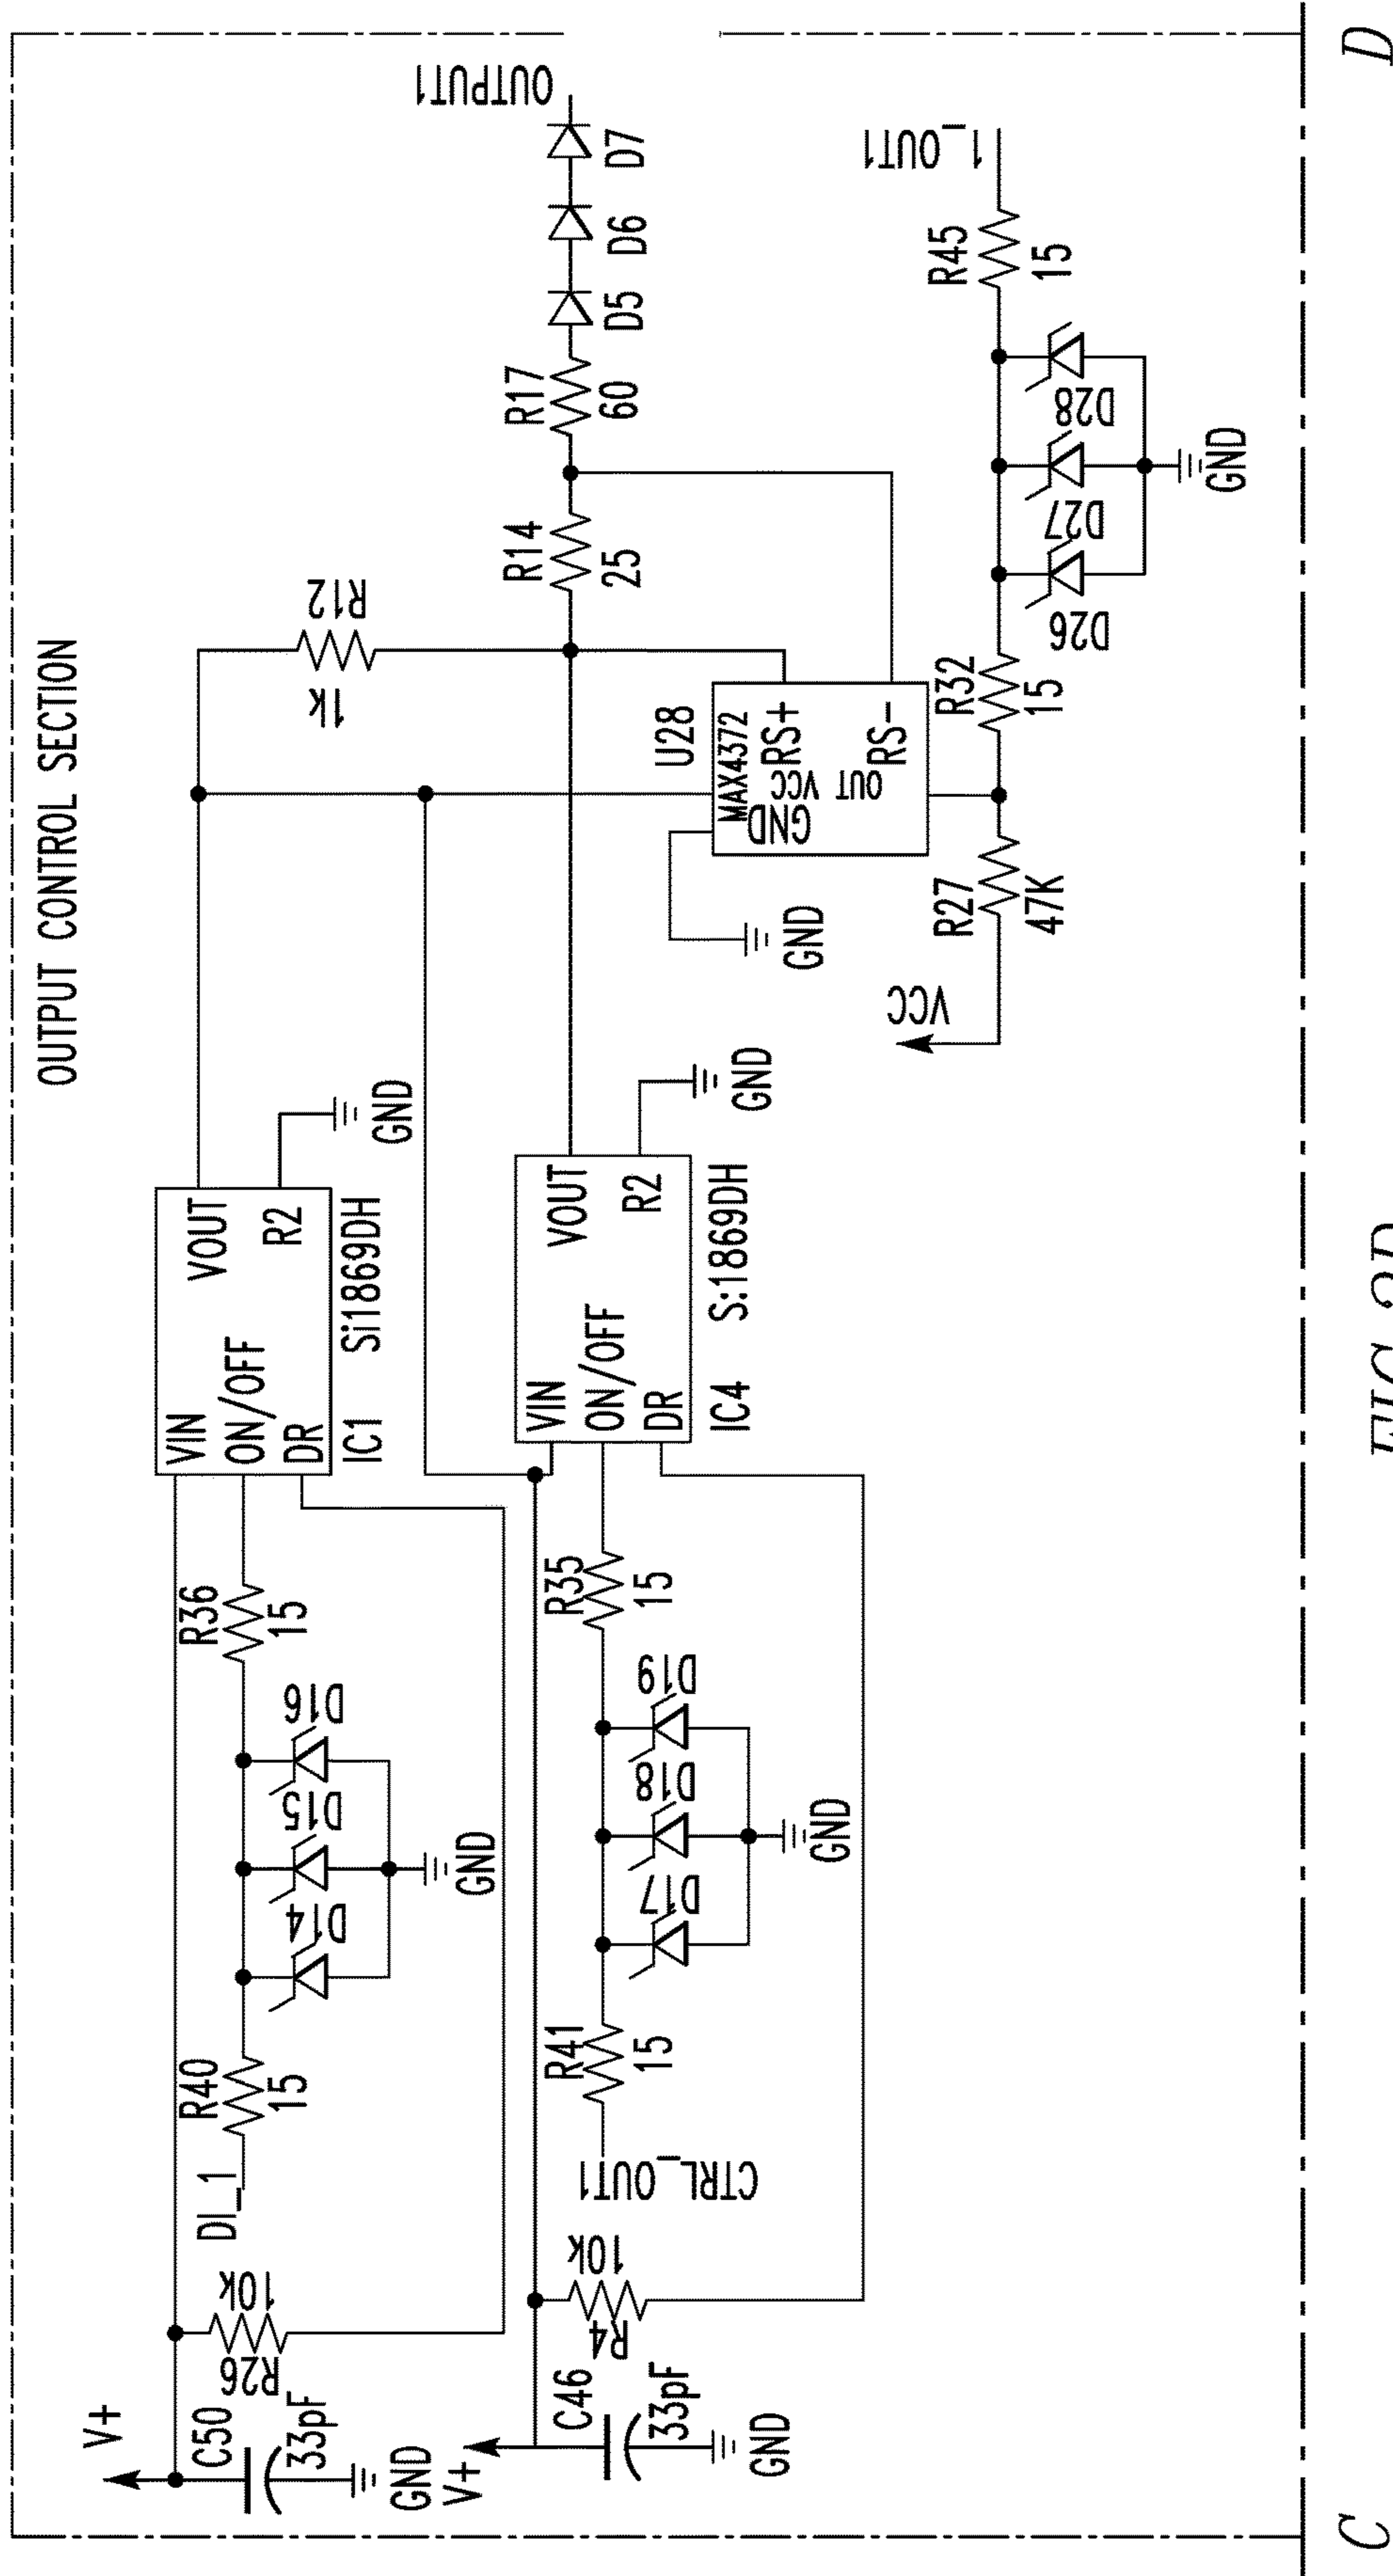 OUTPUT CONTROL SECTION
V+
C50
33pF
GND
R26
10k
DI_1
R40
15
D14
D15
D16
GND
R36
15
VIN
ON/OFF
DR
VOUT
R2
IC1
Si1869DH
GND
V+
C46
33pF
GND
R4
10k
CTRL_OUT1
R41
15
D17
D18
D19
GND
R35
15
VIN
ON/OFF
DR
VOUT
R2
IC4
S:1869DH
GND
R12
1k
R14
25
R17
60
D5
D6
D7
OUTPUT1
U28
MAX4372
RS+
RS-
VCC
OUT
GND
GND
VCC
R27
47K
R32
15
D26
D27
D28
GND
R45
15
1_OUT1
C
D